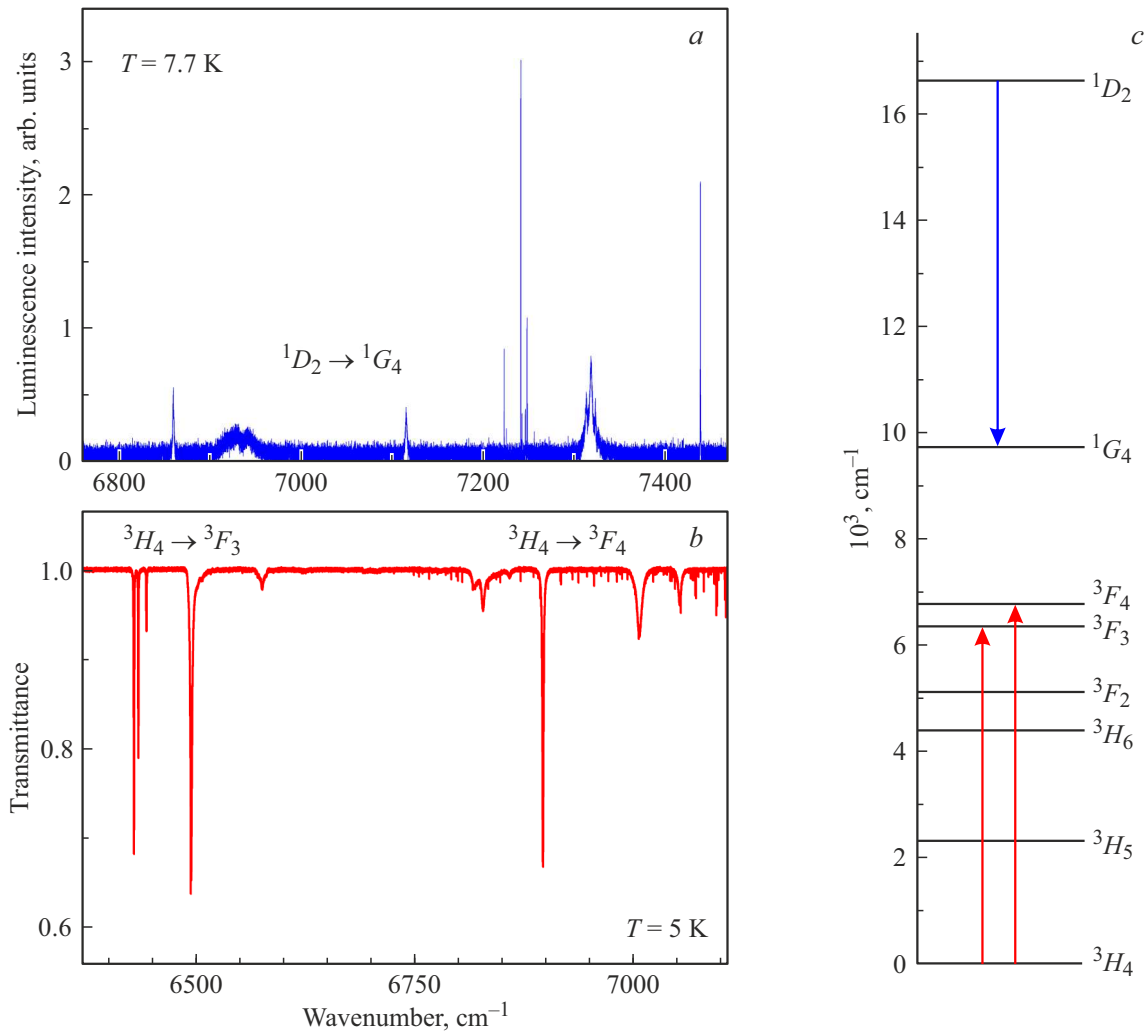 a
T = 7.7 K
3
2
1
0
Luminescence intensity, arb. units
¹D₂ → ¹G₄
6800 7000 7200 7400
³H₄ → ³F₃ ³H₄ → ³F₄ b
1.0
0.8
0.6
Transmittance
T = 5 K
6500 6750 7000
Wavenumber, cm⁻¹
c
16
14
12
10
8
6
4
2
0
10³, cm⁻¹
¹D₂
¹G₄
³F₄
³F₃
³F₂
³H₆
³H₅
³H₄